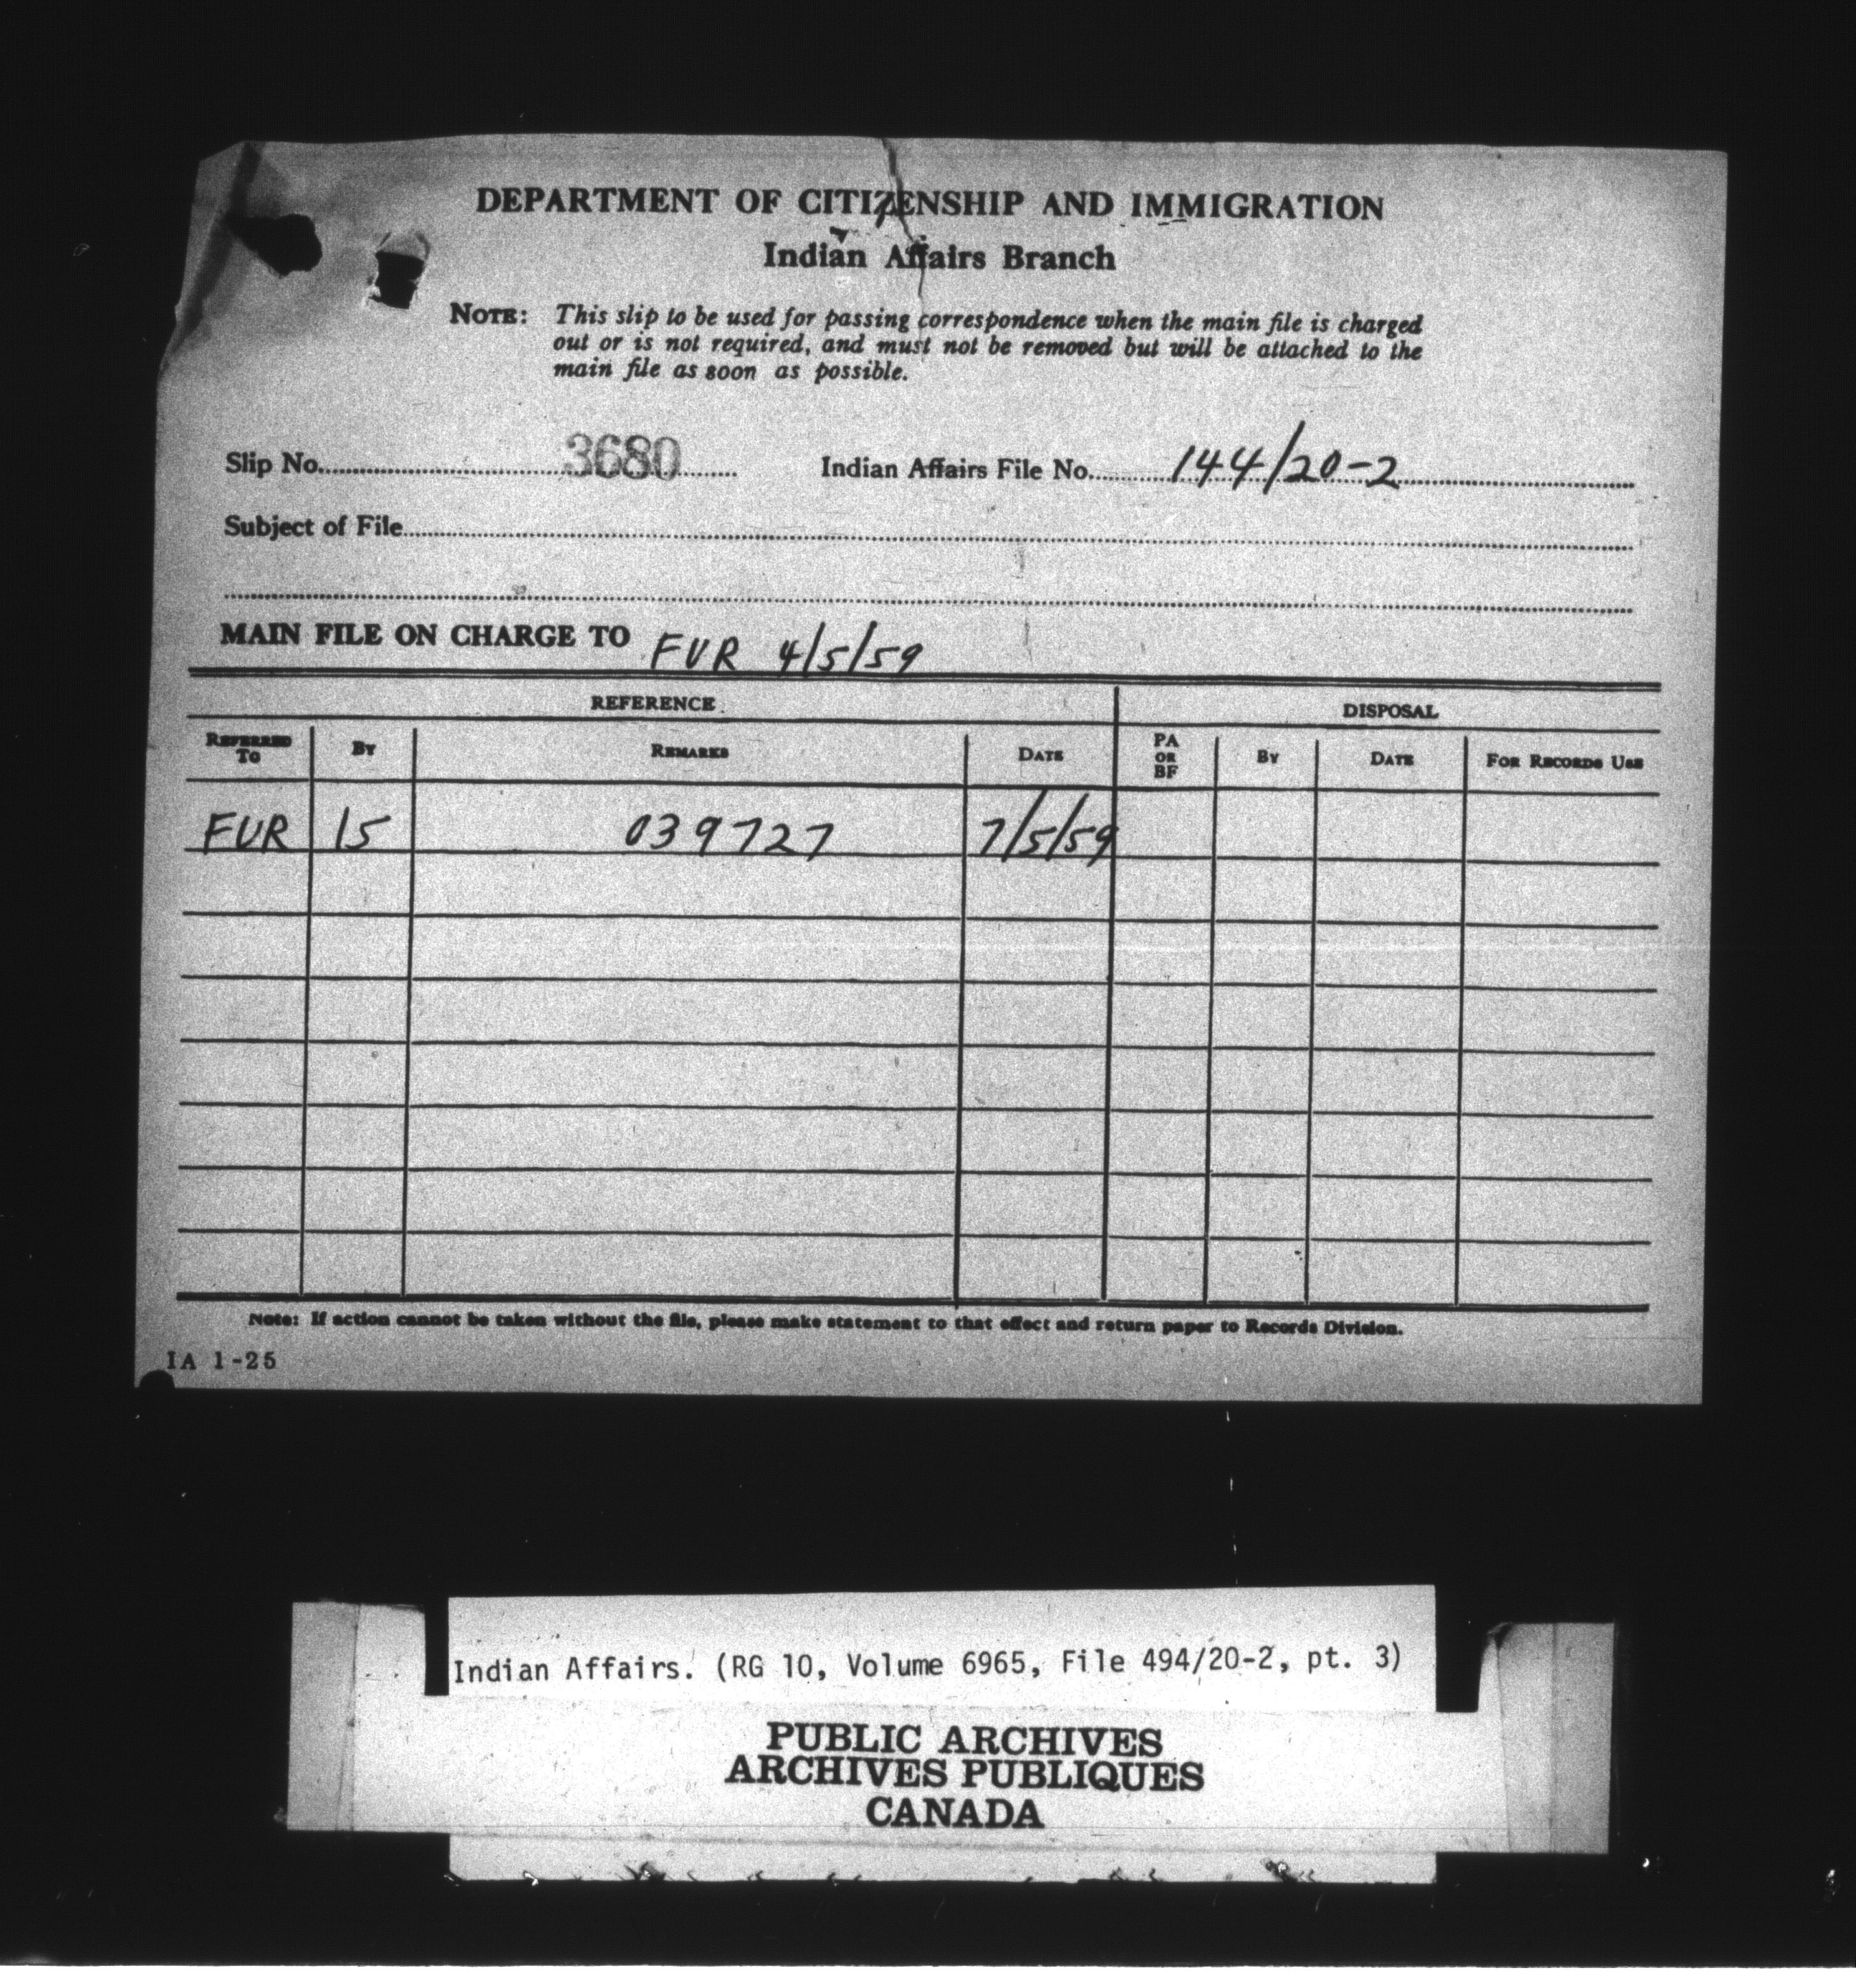 DEPARTMENT OF CITIZENSHIP AND IMMIGRATION
Indian Affairs Branch
NOTE: This slip to be used for passing correspondence when the main file is charged
out or is not required, and must not be removed but will be attached to the
main file as soon as possible.
Slip No. 3680 Indian Affairs File No. 144/20-2
Subject of File
MAIN FILE ON CHARGE TO FUR 4/5/59
REFERENCE DISPOSAL
REFERRED TO BY REMARKS DATE PA OR BF BY DATE FOR RECORDS USE
FUR 15 039727 7/5/59
Note: If action cannot be taken without the file, please make statement to that effect and return paper to Records Division.
IA 1-25
Indian Affairs. (RG 10, Volume 6965, File 494/20-2, pt. 3)
PUBLIC ARCHIVES
ARCHIVES PUBLIQUES
CANADA